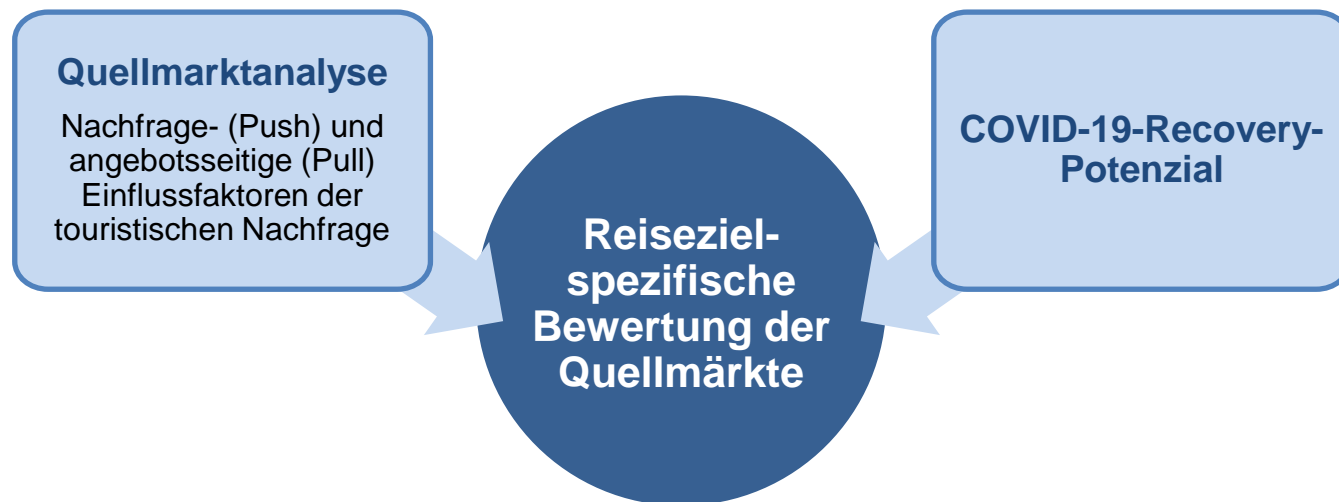 Quellmarktanalyse
Nachfrage- (Push) und
angebotsseitige (Pull)
Einflussfaktoren der
touristischen Nachfrage
COVID-19-Recovery-
Potenzial
Reiseziel-
spezifische
Bewertung der
Quellmärkte